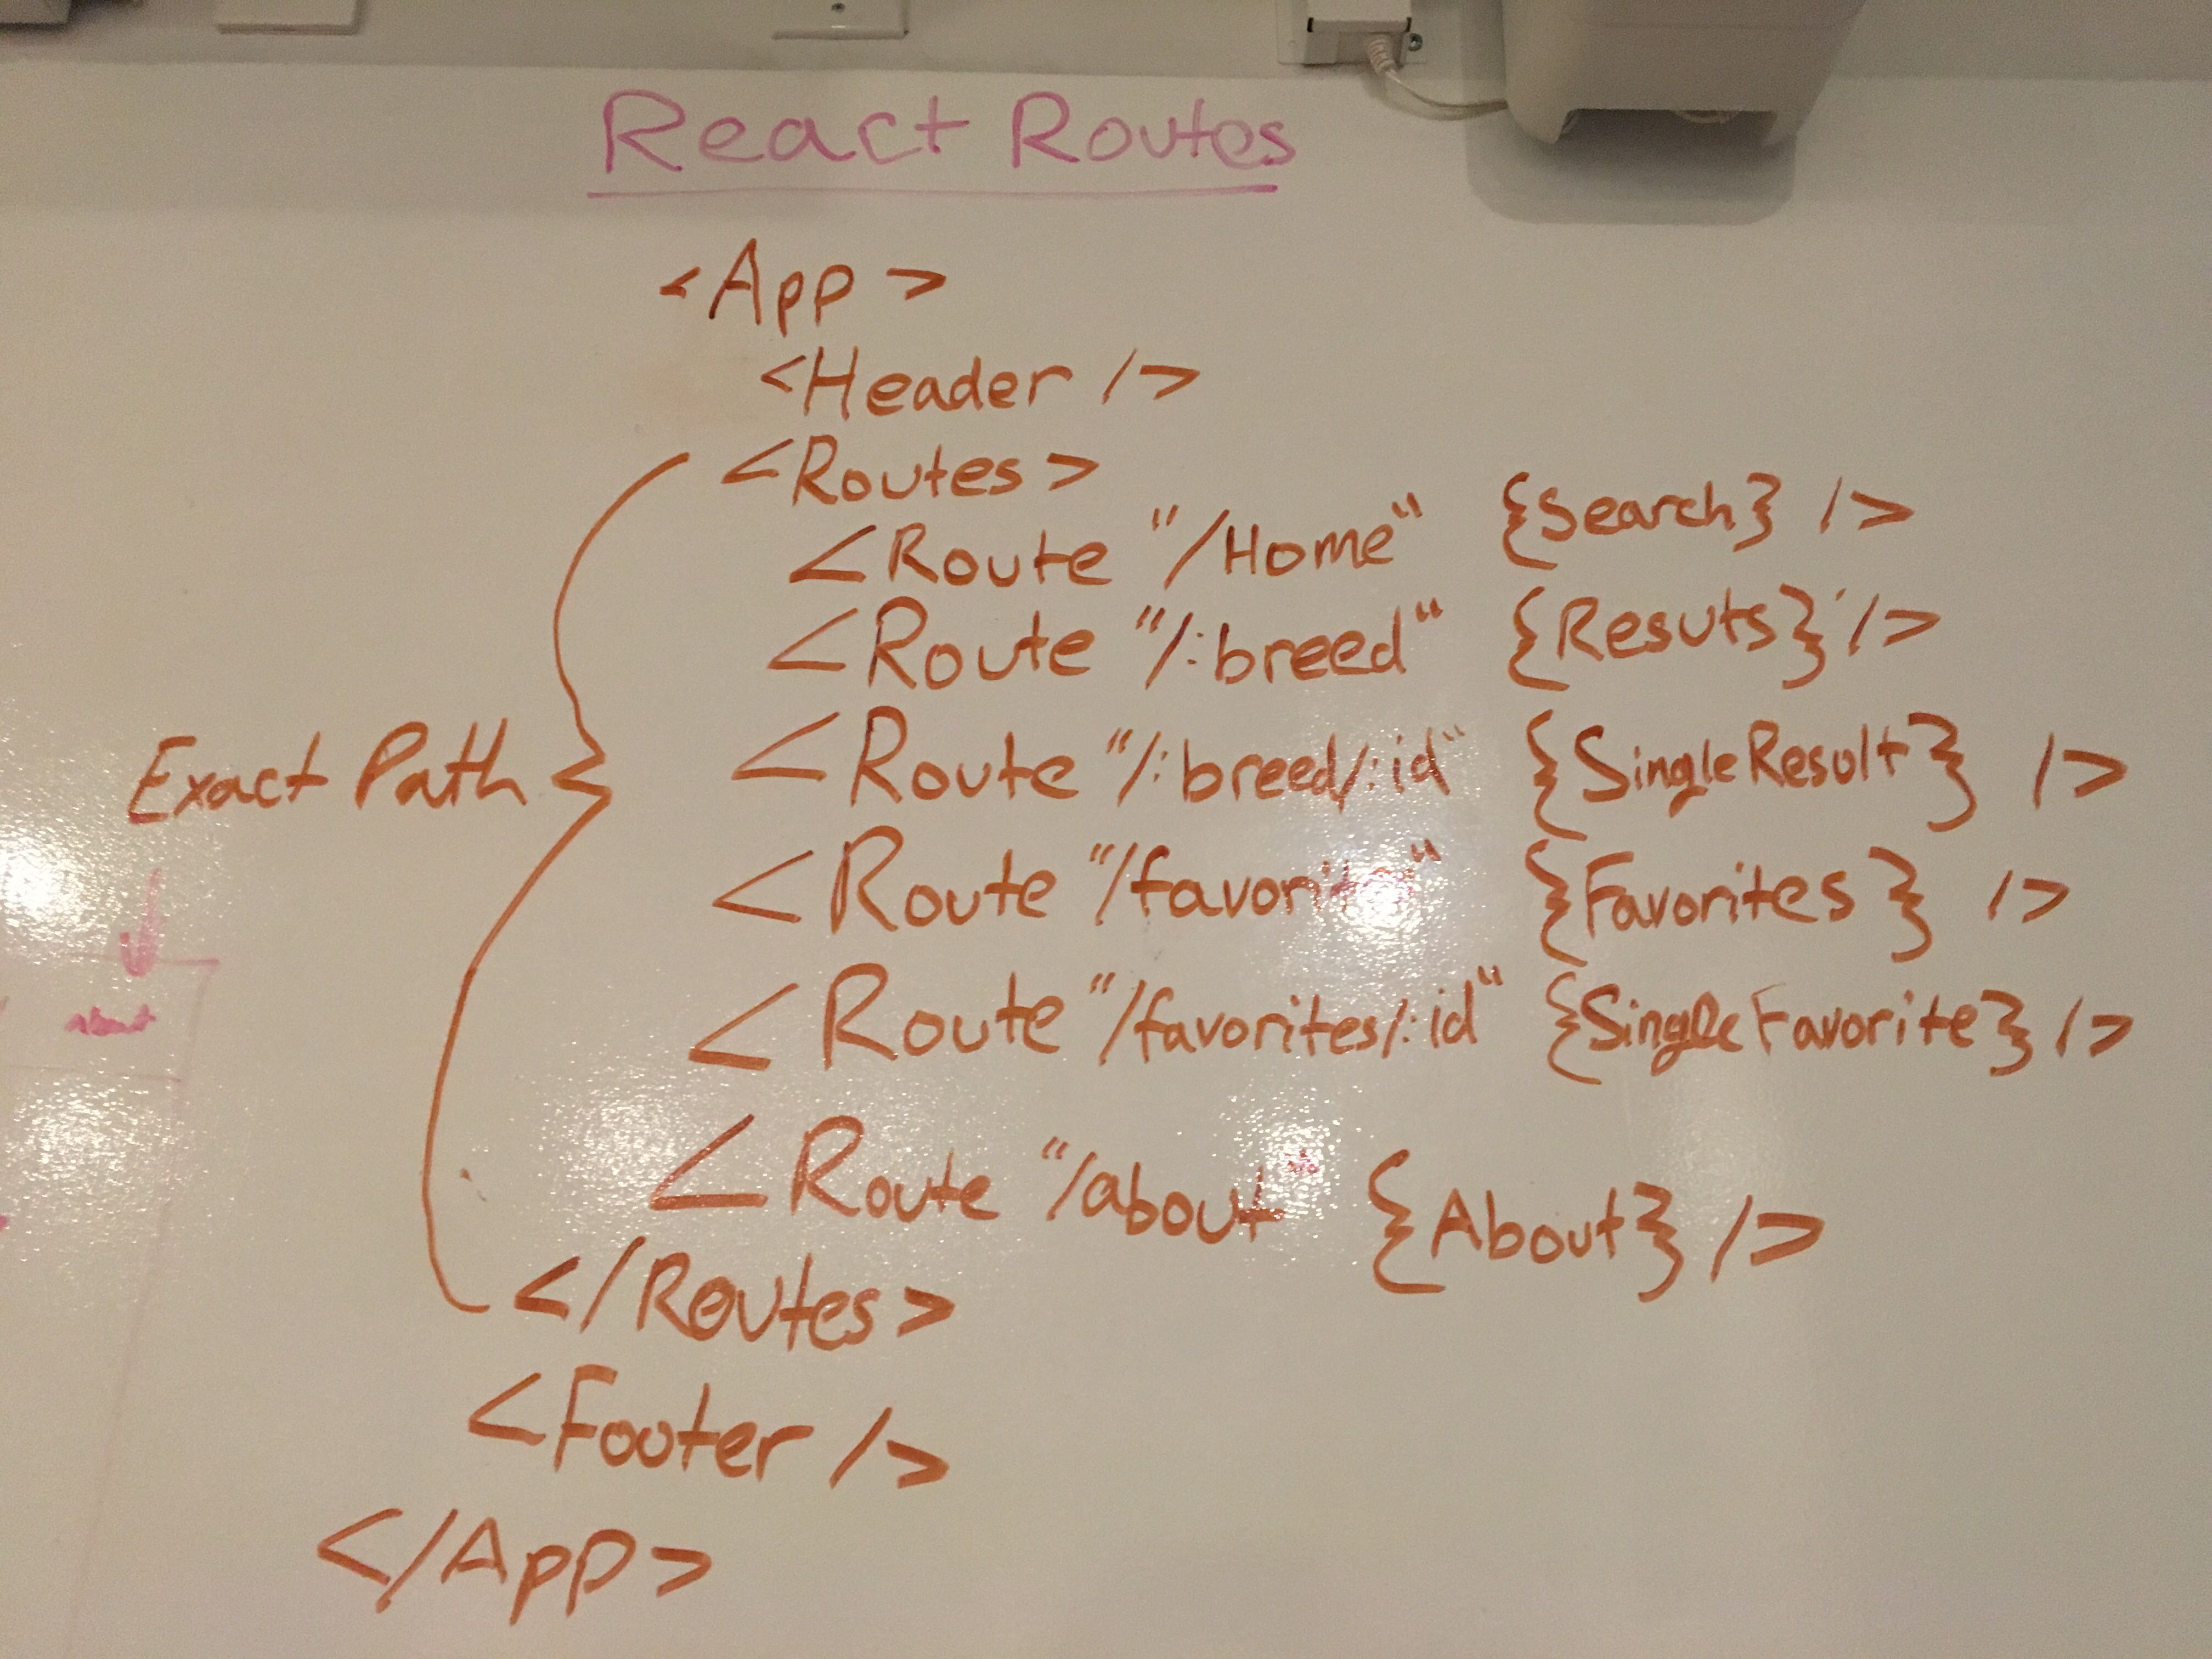 React Routes
<App>
<Header />
<Routes>
<Route "/Home" {Search} />
<Route "/:breed" {Resuts} />
Exact Path
<Route "/:breed/:id" {SingleResult} />
<Route "/favorite" {Favorites} />
about
<Route "/favorites/:id" {SingleFavorite} />
<Route "/about" {About} />
</Routes>
<Footer />
</App>